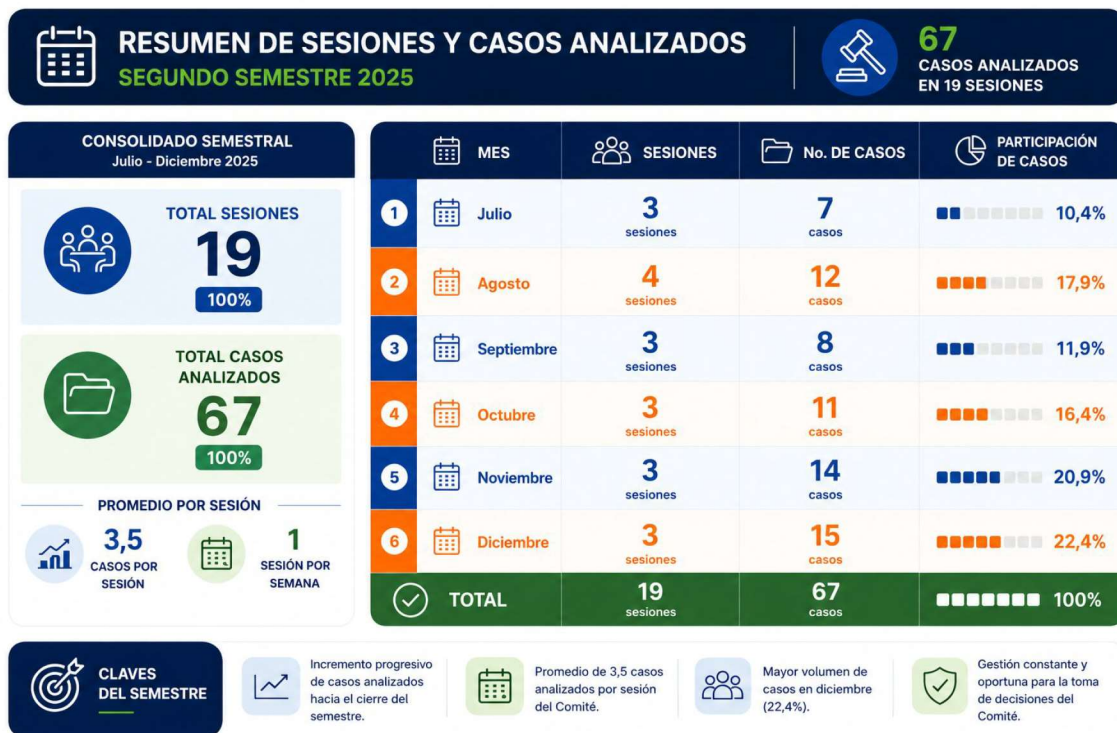 RESUMEN DE SESIONES Y CASOS ANALIZADOS
SEGUNDO SEMESTRE 2025
67
CASOS ANALIZADOS
EN 19 SESIONES
CONSOLIDADO SEMESTRAL
Julio - Diciembre 2025
TOTAL SESIONES
19
100%
TOTAL CASOS
ANALIZADOS
67
100%
PROMEDIO POR SESIÓN
3,5
CASOS POR
SESIÓN
1
SESIÓN POR
SEMANA
MES
SESIONES
No. DE CASOS
PARTICIPACIÓN
DE CASOS
1
Julio
3
sesiones
7
casos
10,4%
2
Agosto
4
sesiones
12
casos
17,9%
3
Septiembre
3
sesiones
8
casos
11,9%
4
Octubre
3
sesiones
11
casos
16,4%
5
Noviembre
3
sesiones
14
casos
20,9%
6
Diciembre
3
sesiones
15
casos
22,4%
TOTAL
19
sesiones
67
casos
100%
CLAVES
DEL SEMESTRE
Incremento progresivo
de casos analizados
hacia el cierre del
semestre.
Promedio de 3,5 casos
analizados por sesión
del Comité.
Mayor volumen de
casos en diciembre
(22,4%).
Gestión constante y
oportuna para la toma
de decisiones del
Comité.